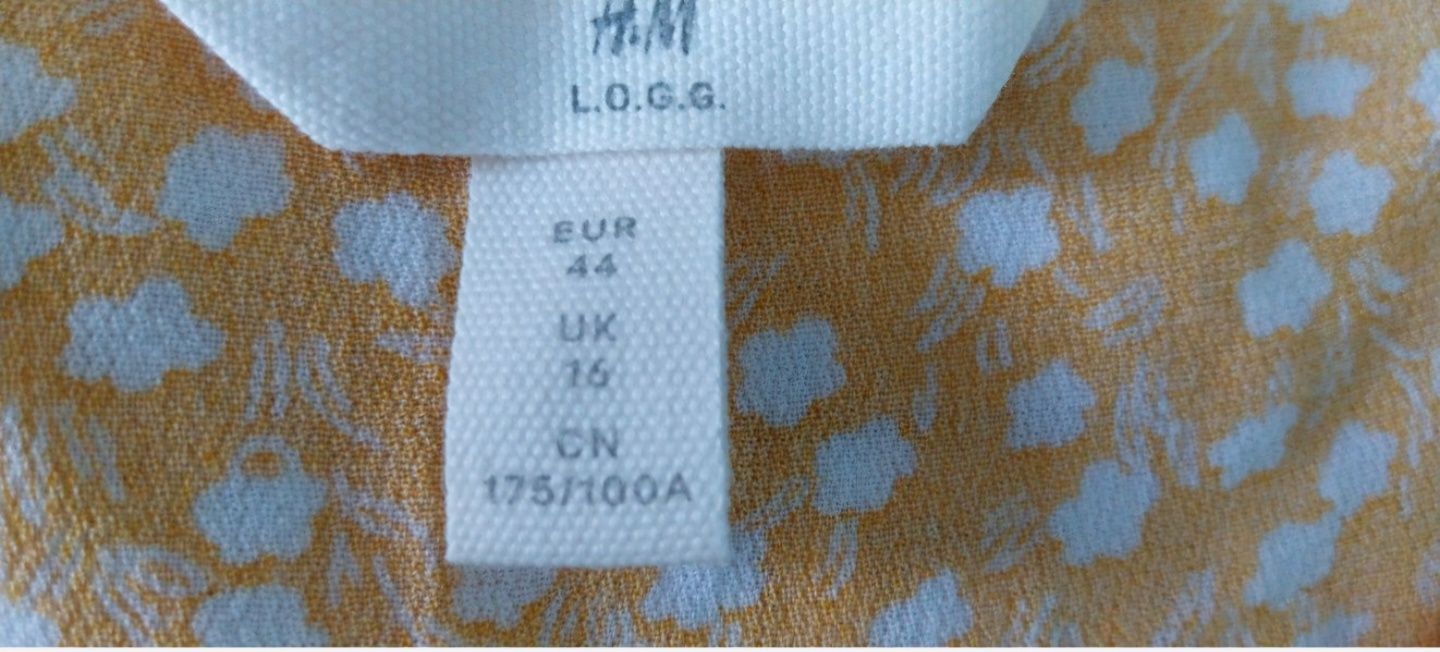 H&M
L.O.G.G.
EUR
44
UK
16
CN
175/100A